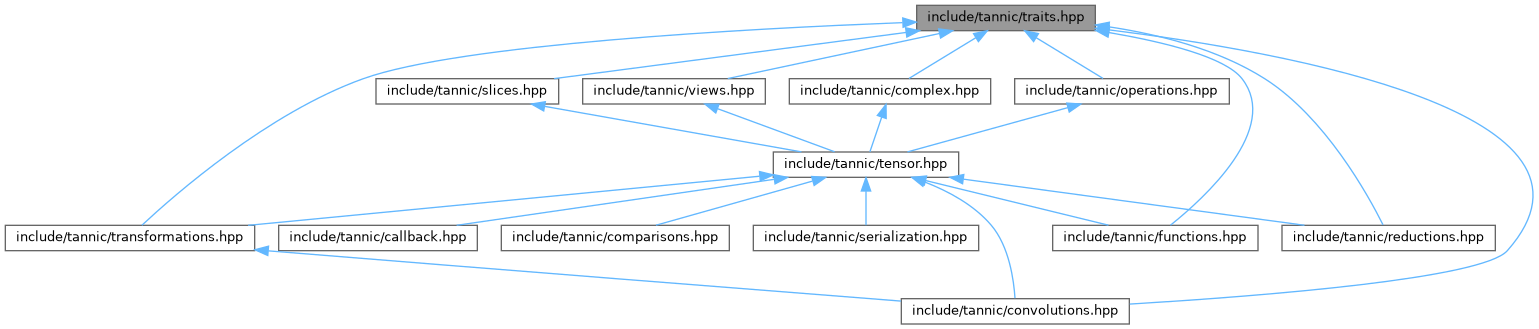 include/tannic/traits.hpp
include/tannic/slices.hpp
include/tannic/views.hpp
include/tannic/complex.hpp
include/tannic/operations.hpp
include/tannic/tensor.hpp
include/tannic/transformations.hpp
include/tannic/callback.hpp
include/tannic/comparisons.hpp
include/tannic/serialization.hpp
include/tannic/functions.hpp
include/tannic/reductions.hpp
include/tannic/convolutions.hpp